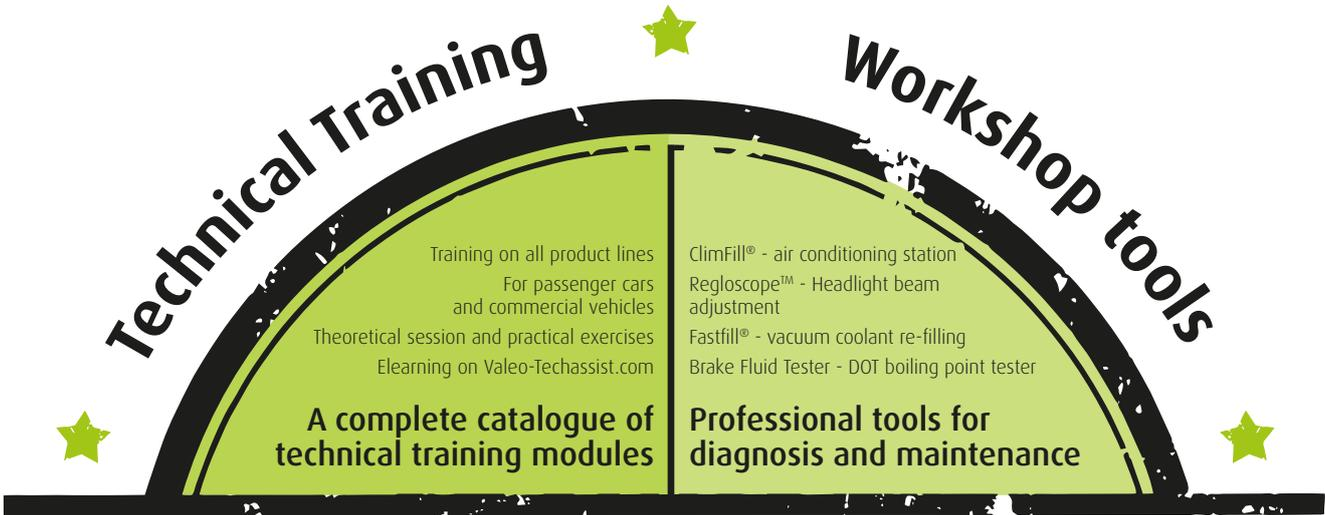 Technical Training
Workshop tools
Training on all product lines
For passenger cars
and commercial vehicles
Theoretical session and practical exercises
Elearning on Valeo-Techassist.com
A complete catalogue of
technical training modules
ClimFill® - air conditioning station
Regloscope™ - Headlight beam
adjustment
Fastfill® - vacuum coolant re-filling
Brake Fluid Tester - DOT boiling point tester
Professional tools for
diagnosis and maintenance